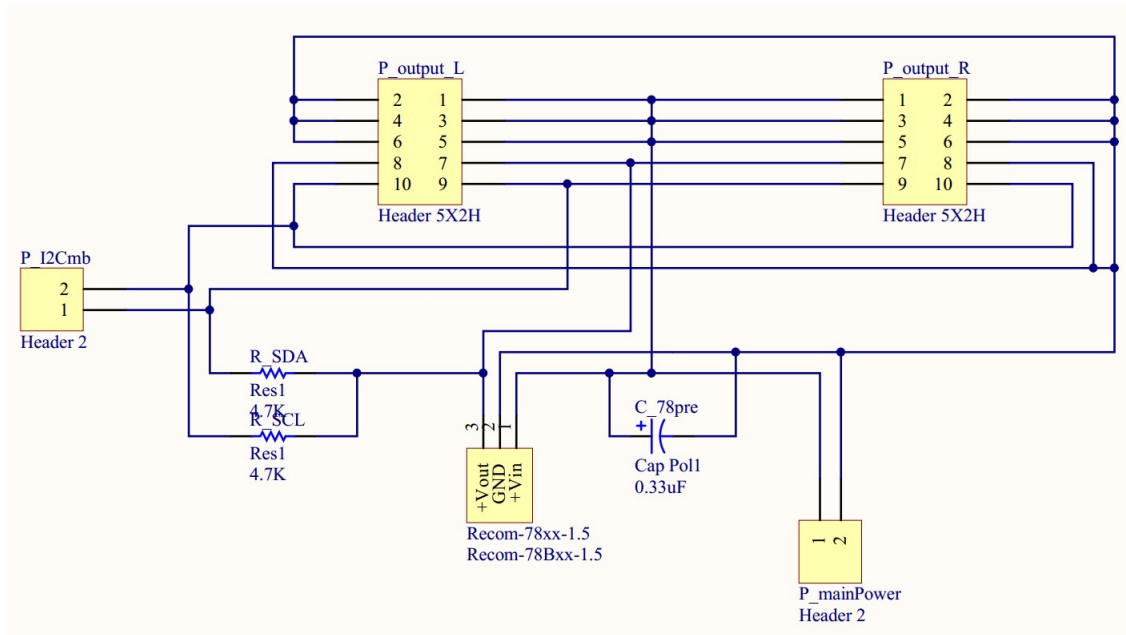 P_output_L
P_output_R
2 1
1 2
4 3
3 4
6 5
5 6
8 7
7 8
10 9
9 10
Header 5X2H
Header 5X2H
P_I2Cmb
2
1
Header 2
R_SDA
Res1
4.7K
R_SCL
Res1
4.7K
3
2
1
+Vout
GND
+Vin
Recom-78xx-1.5
Recom-78Bxx-1.5
C_78pre
+
Cap Pol1
0.33uF
1
2
P_mainPower
Header 2